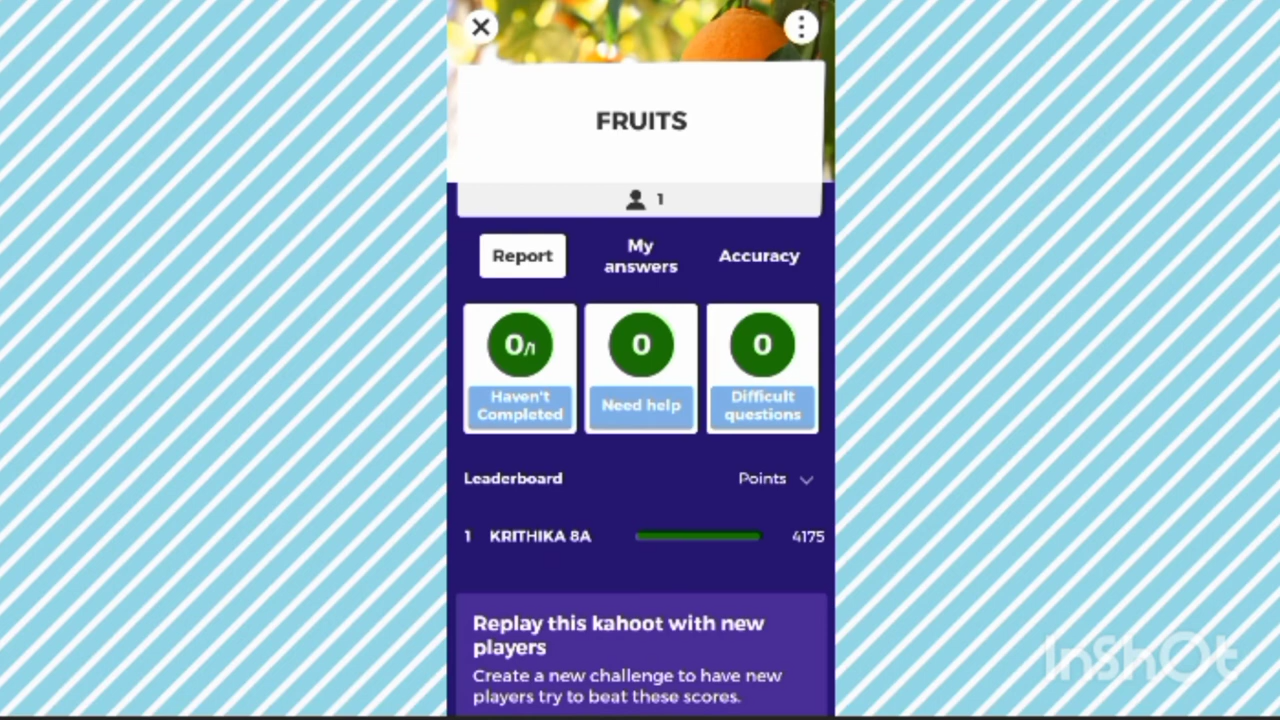 FRUITS
1
Report
My
answers
Accuracy
0/1
0
0
Haven't
Completed
Need help
Difficult
questions
Leaderboard
Points
1 KRITHIKA 8A 4175
Replay this kahoot with new
players
Create a new challenge to have new
players try to beat these scores.
InShOt